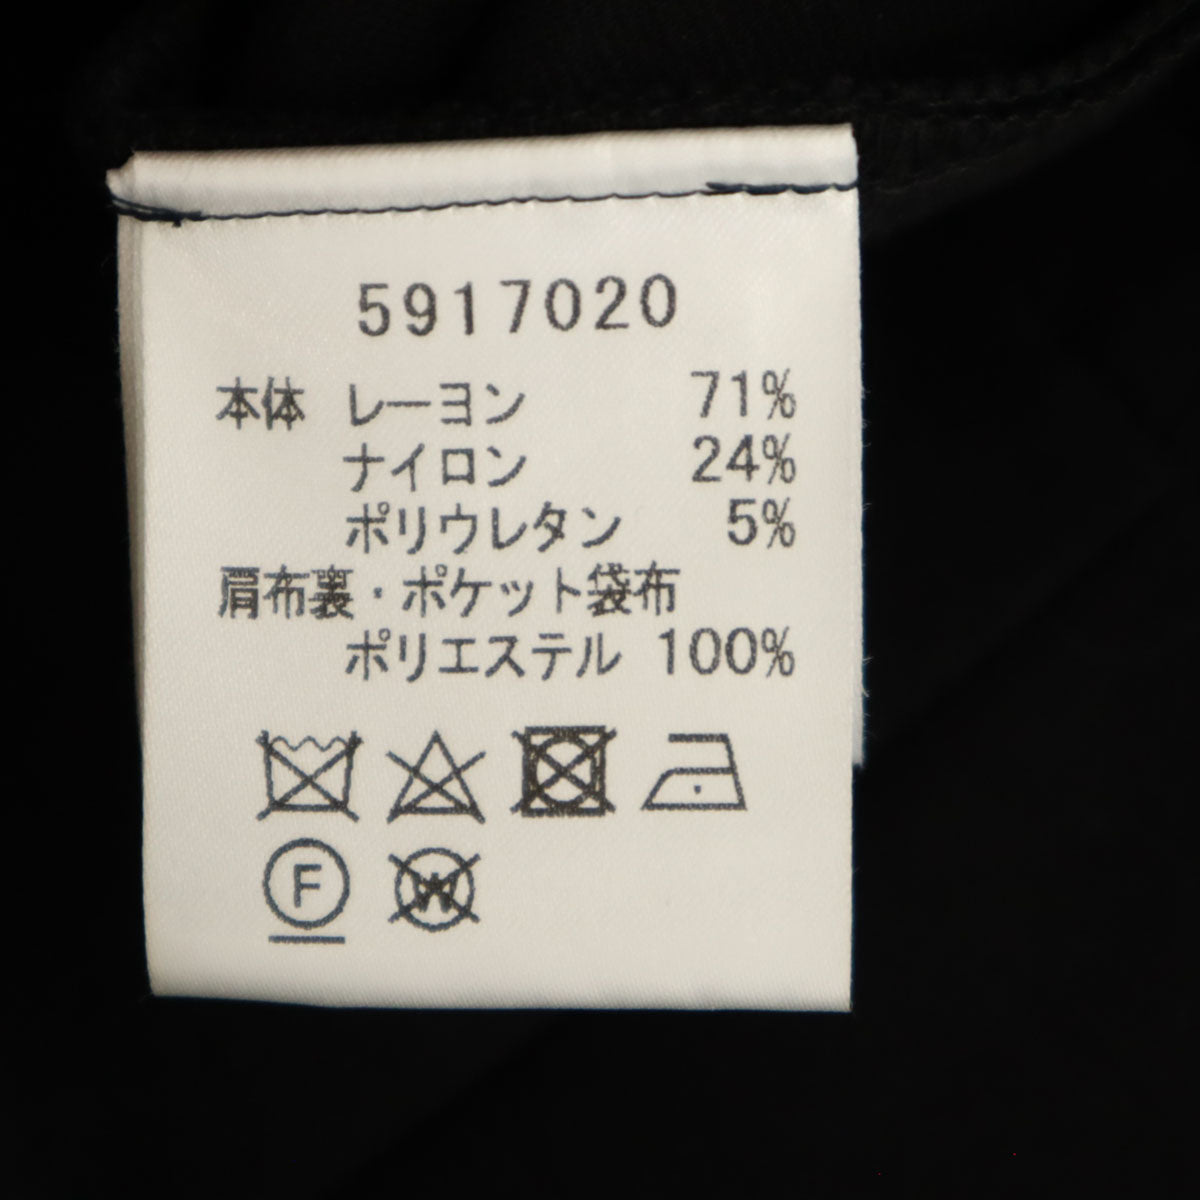 5917020
本体 レーヨン 71%
ナイロン 24%
ポリウレタン 5%
肩布裏・ポケット袋布
ポリエステル 100%
F W